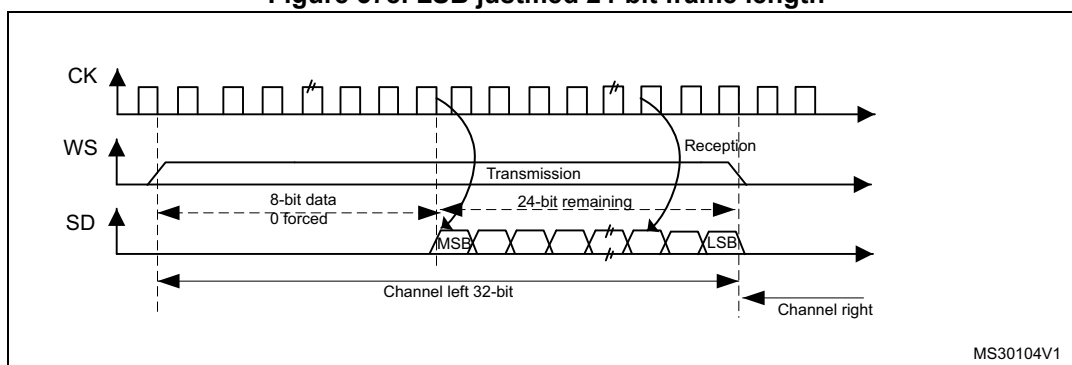 Figure 378. LSB justified 24-bit frame length
CK
WS
Reception
Transmission
8-bit data
0 forced
24-bit remaining
SD
MSB
LSB
Channel left 32-bit
Channel right
MS30104V1